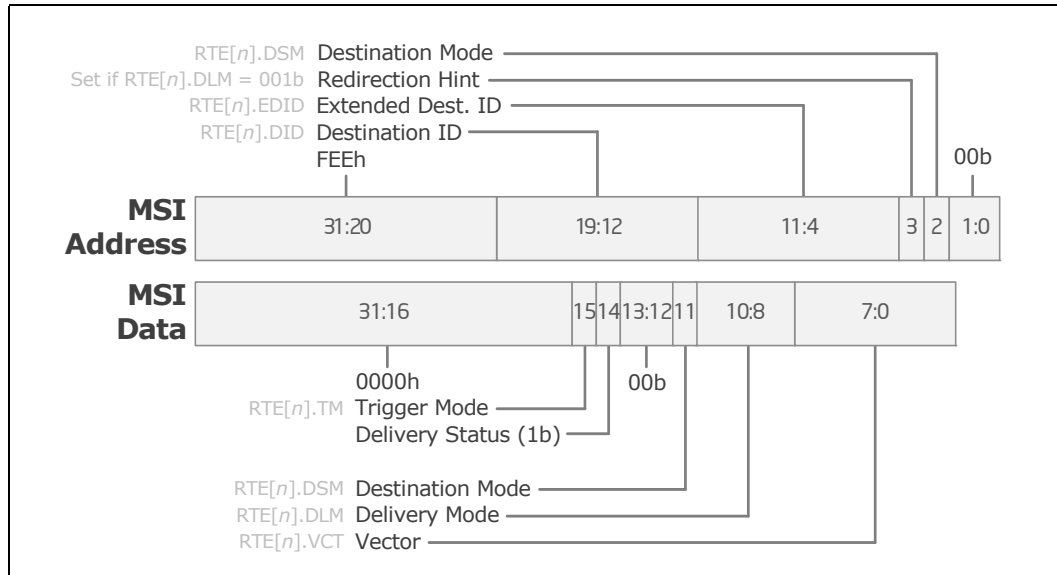 RTE[n].DSM Destination Mode
Set if RTE[n].DLM = 001b Redirection Hint
RTE[n].EDID Extended Dest. ID
RTE[n].DID Destination ID
FEEh
00b
MSI Address
31:20 19:12 11:4 3 2 1:0
MSI Data
31:16 15 14 13:12 11 10:8 7:0
0000h
00b
RTE[n].TM Trigger Mode
Delivery Status (1b)
RTE[n].DSM Destination Mode
RTE[n].DLM Delivery Mode
RTE[n].VCT Vector